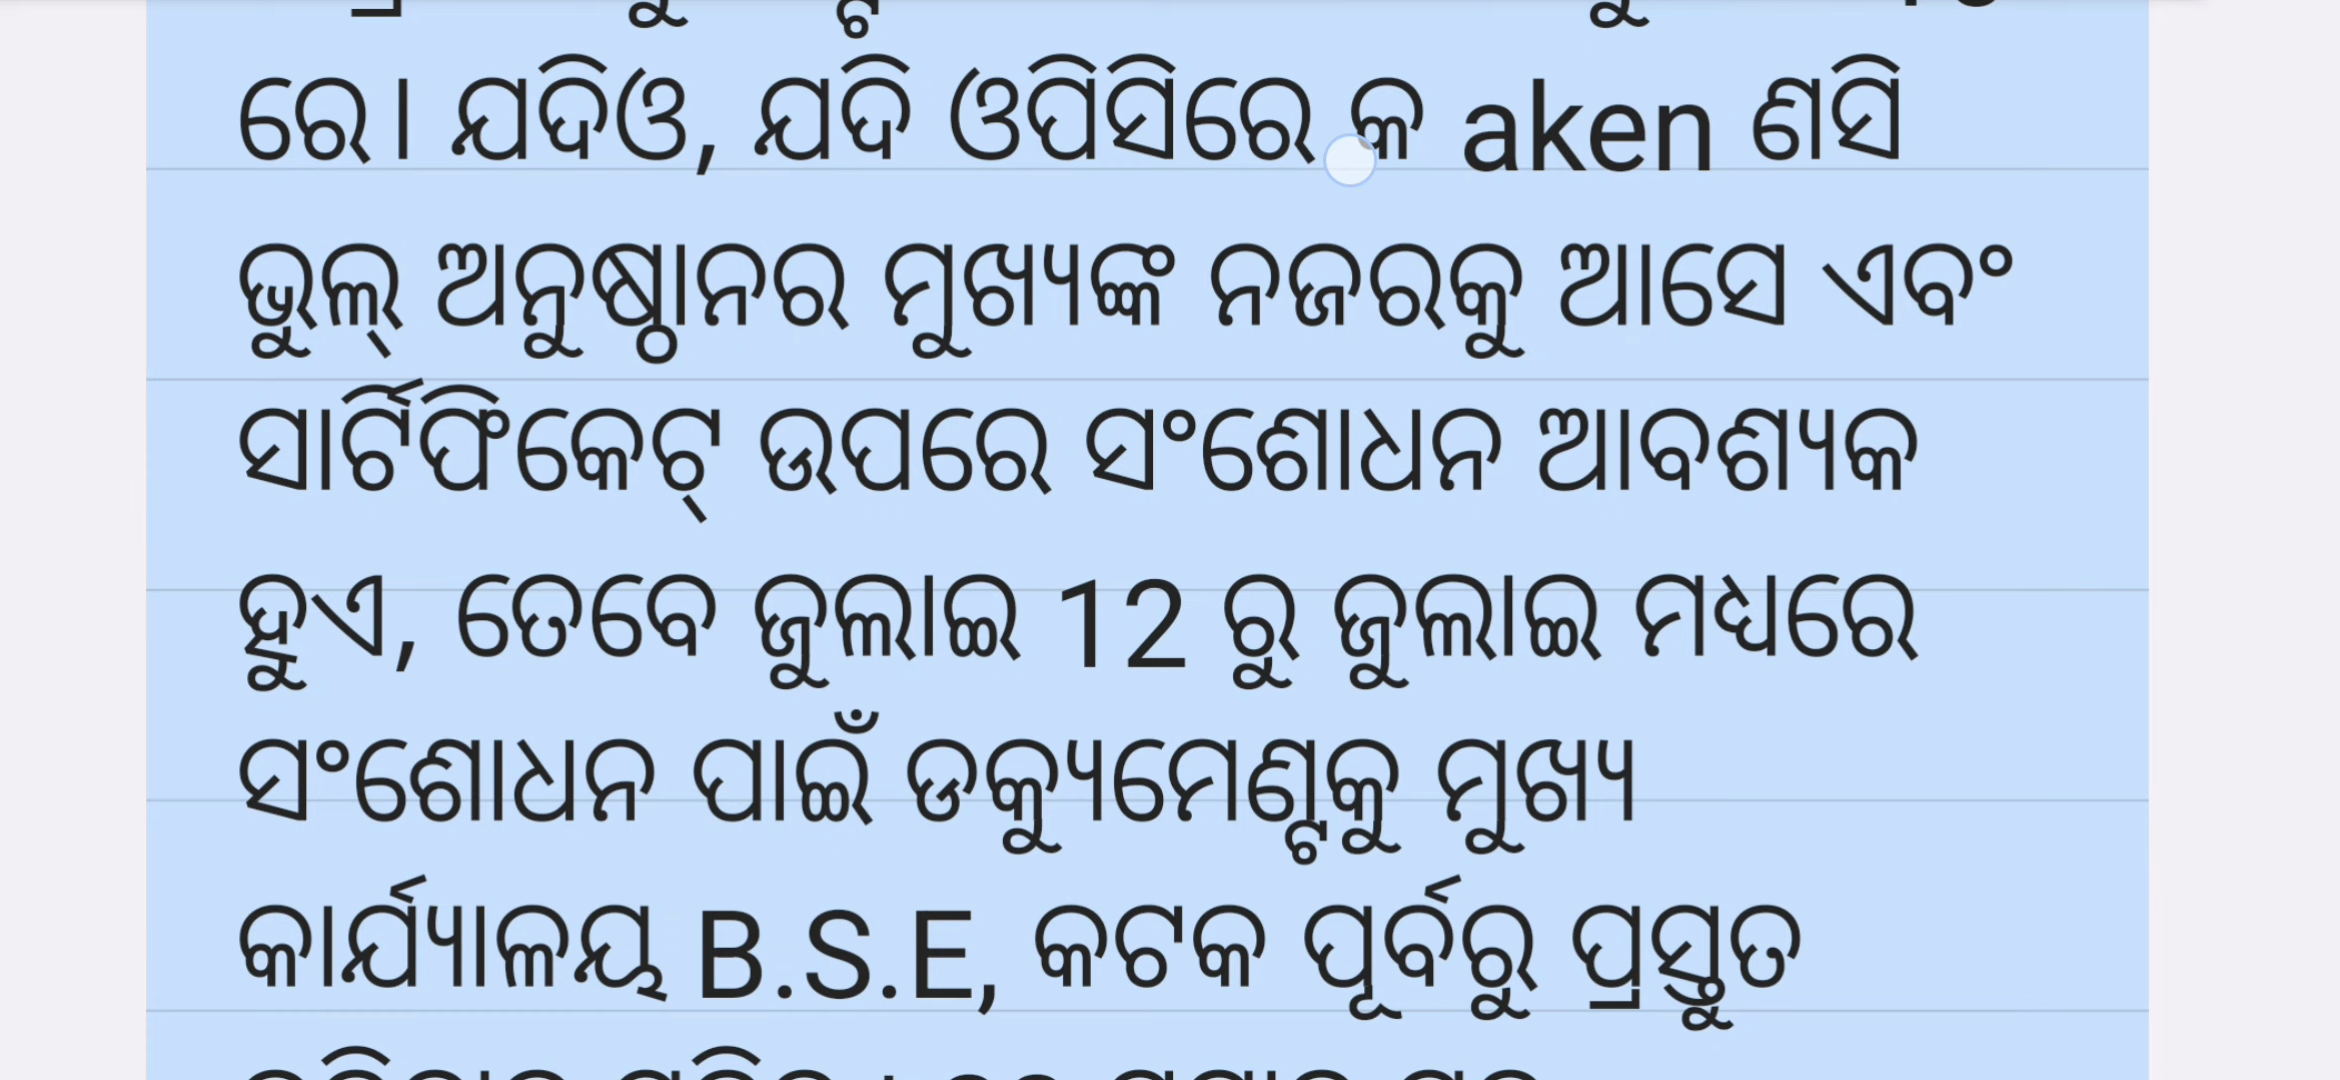 ରେ। ଯଦିଓ, ଯଦି ଓପିସିରେ କ aken ଣସି
ଭୁଲ୍ ଅନୁଷ୍ଠାନର ମୁଖ୍ୟଙ୍କ ନଜରକୁ ଆସେ ଏବଂ
ସାର୍ଟିଫିକେଟ୍ ଉପରେ ସଂଶୋଧନ ଆବଶ୍ୟକ
ହୁଏ, ତେବେ ଜୁଲାଇ 12 ରୁ ଜୁଲାଇ ମଧ୍ୟରେ
ସଂଶୋଧନ ପାଇଁ ଡକ୍ୟୁମେଣ୍ଟକୁ ମୁଖ୍ୟ
କାର୍ଯ୍ୟାଳୟ B.S.E, କଟକ ପୂର୍ବରୁ ପ୍ରସ୍ତୁତ